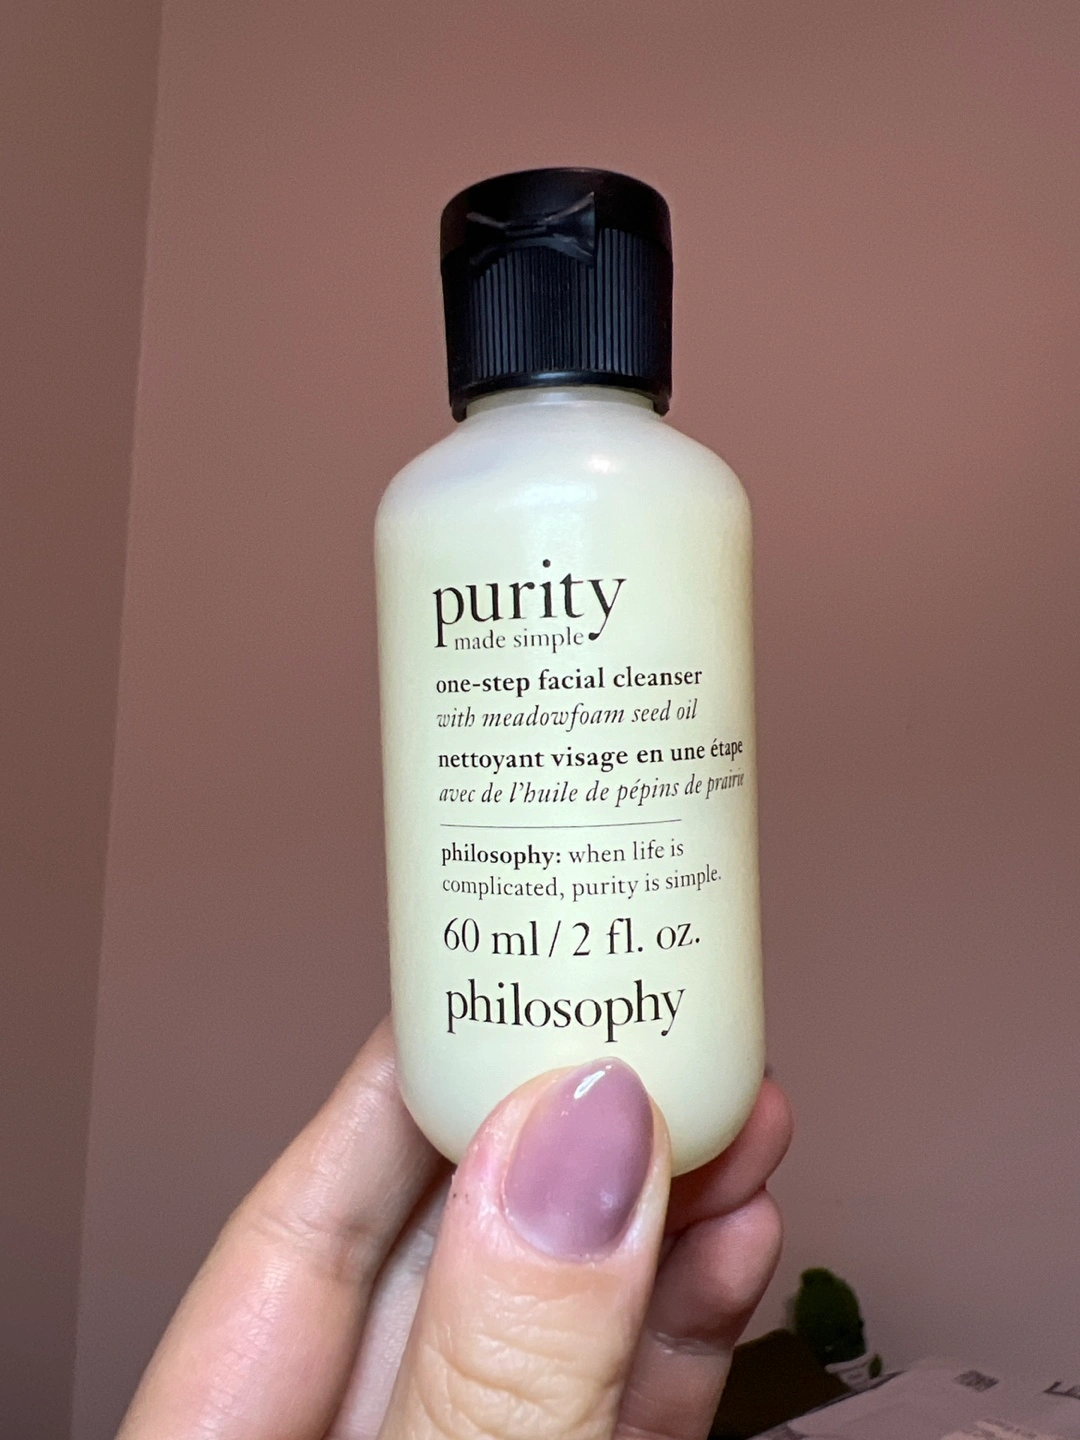 purity
made simple
one-step facial cleanser
with meadowfoam seed oil
nettoyant visage en une étape
avec de l'huile de pépins de prairie
philosophy: when life is
complicated, purity is simple.
60 ml / 2 fl. oz.
philosophy